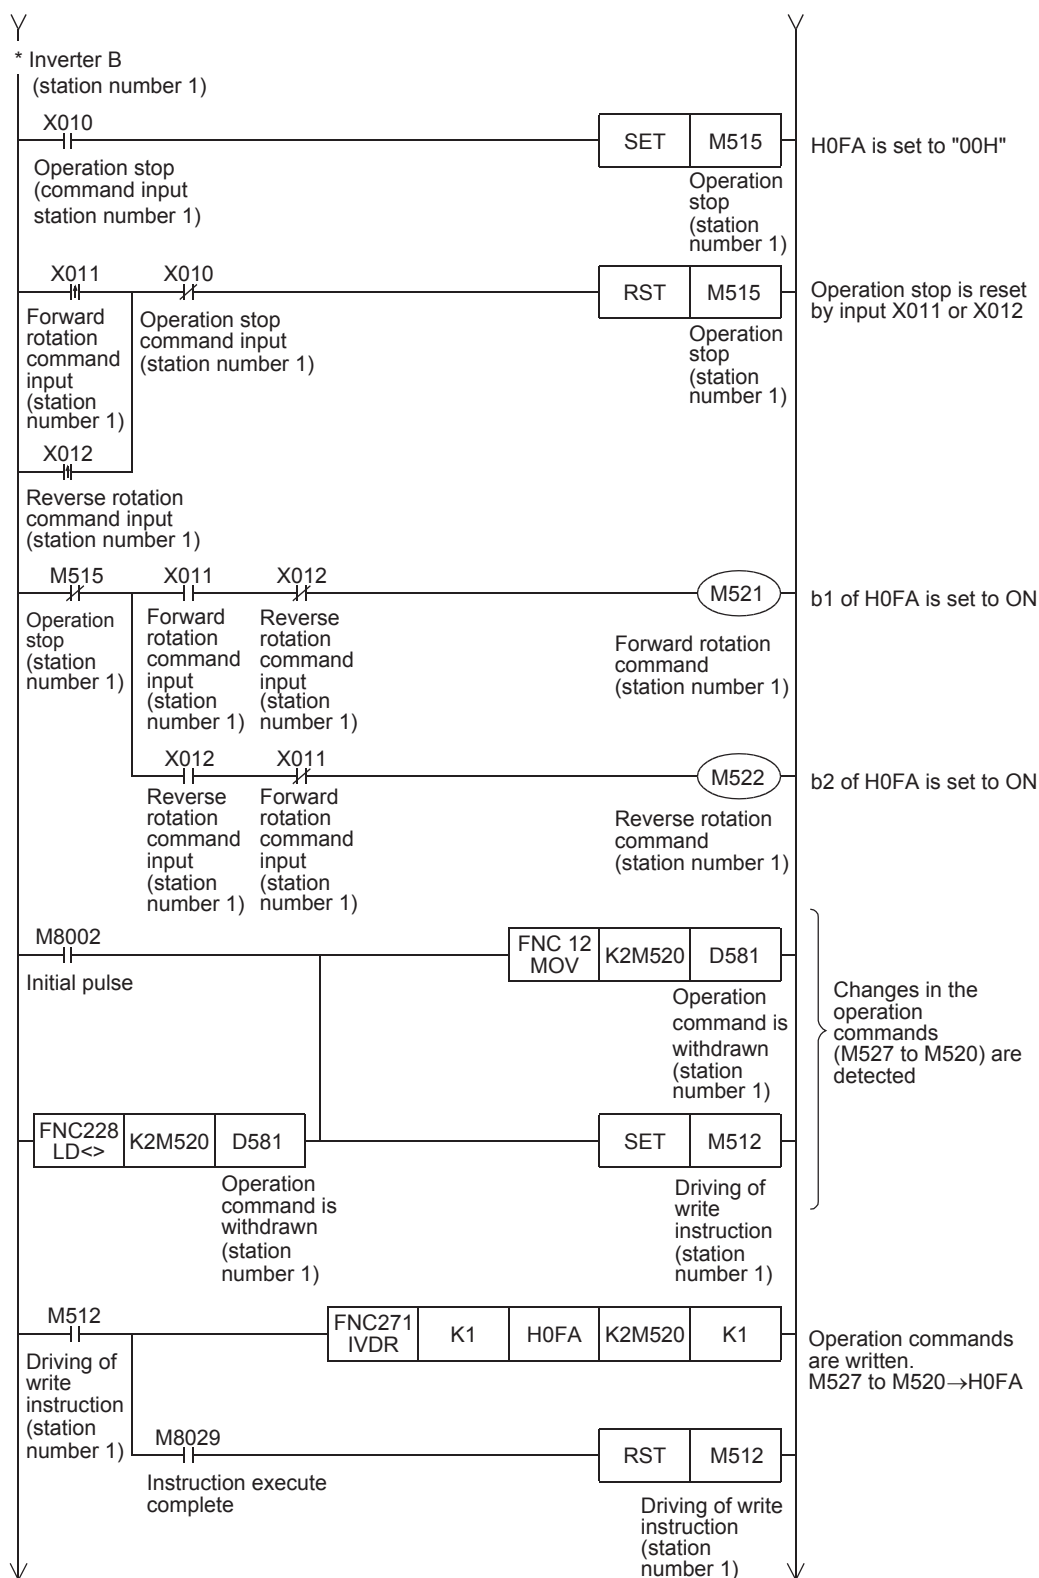 * Inverter B
(station number 1)
X010
SET M515
H0FA is set to "00H"
Operation stop
(command input
station number 1)
Operation
stop
(station
number 1)
X011 X010
RST M515
Operation stop is reset
by input X011 or X012
Forward
rotation
command
input
(station
number 1)
Operation stop
command input
(station number 1)
Operation
stop
(station
number 1)
X012
Reverse rotation
command input
(station number 1)
M515 X011 X012
M521
b1 of H0FA is set to ON
Operation
stop
(station
number 1)
Forward
rotation
command
input
(station
number 1)
Reverse
rotation
command
input
(station
number 1)
Forward rotation
command
(station number 1)
X012 X011
M522
b2 of H0FA is set to ON
Reverse
rotation
command
input
(station
number 1)
Forward
rotation
command
input
(station
number 1)
Reverse rotation
command
(station number 1)
M8002
Initial pulse
FNC 12
MOV
K2M520 D581
Operation
command is
withdrawn
(station
number 1)
Changes in the
operation
commands
(M527 to M520) are
detected
FNC228
LD<>
K2M520 D581
Operation
command is
withdrawn
(station
number 1)
SET M512
Driving of
write
instruction
(station
number 1)
M512
Driving of
write
instruction
(station
number 1)
FNC271
IVDR
K1 H0FA K2M520 K1
Operation commands
are written.
M527 to M520→H0FA
M8029
Instruction execute
complete
RST M512
Driving of write
instruction
(station
number 1)